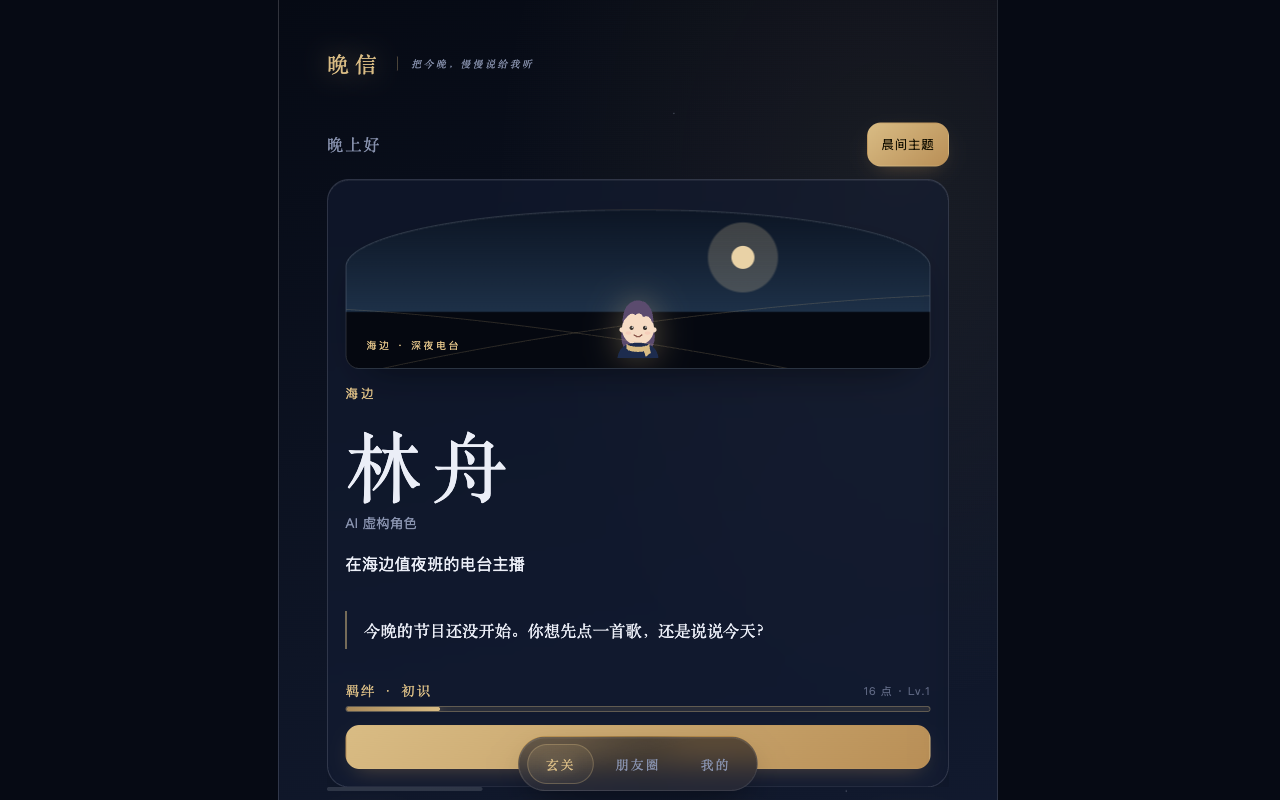 晚信
把今晚，慢慢说给我听
晚上好
晨间主题
海边 · 深夜电台
海边
林舟
AI 虚构角色
在海边值夜班的电台主播
今晚的节目还没开始。你想先点一首歌，还是说说今天？
羁绊 · 初识
16 点 · Lv.1
玄关
朋友圈
我的